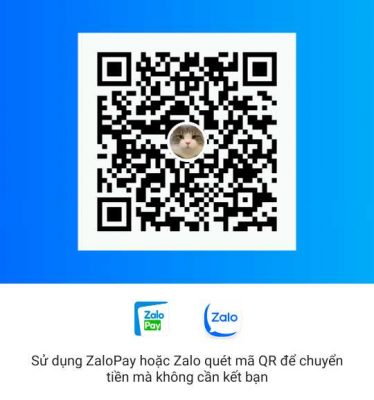 Zalo
Pay
Zalo
Sử dụng ZaloPay hoặc Zalo quét mã QR để chuyển
tiền mà không cần kết bạn